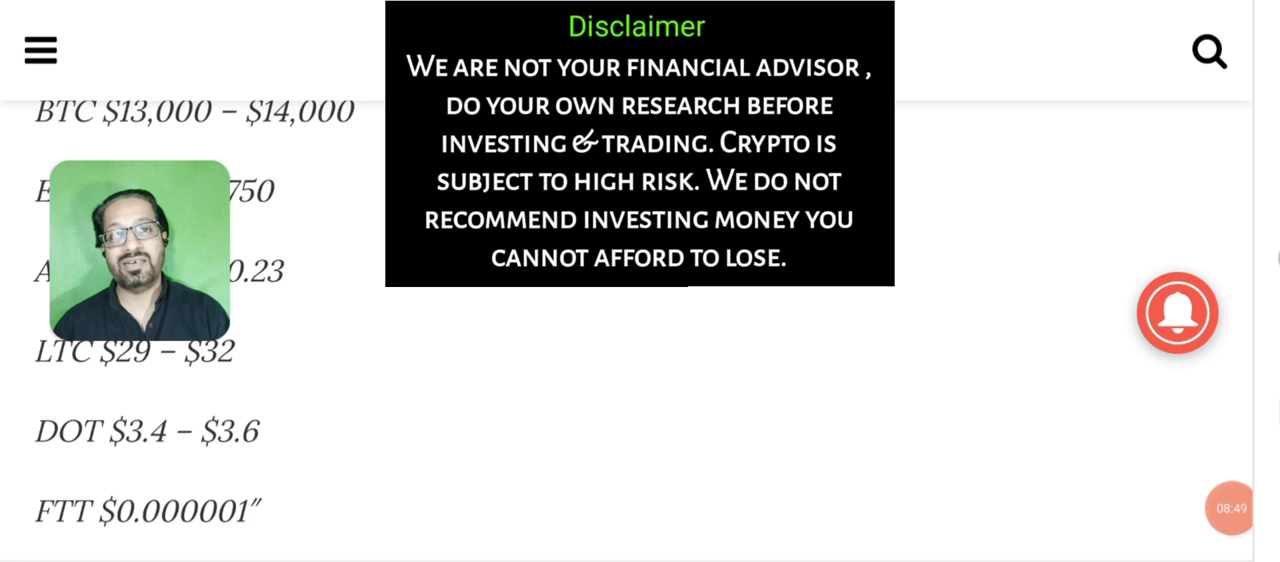 Disclaimer
We are not your financial advisor ,
do your own research before
investing & trading. Crypto is
subject to high risk. We do not
recommend investing money you
cannot afford to lose.
BTC $13,000 – $14,000
750
0.23
LTC $29 – $32
DOT $3.4 – $3.6
FTT $0.000001"
08:49